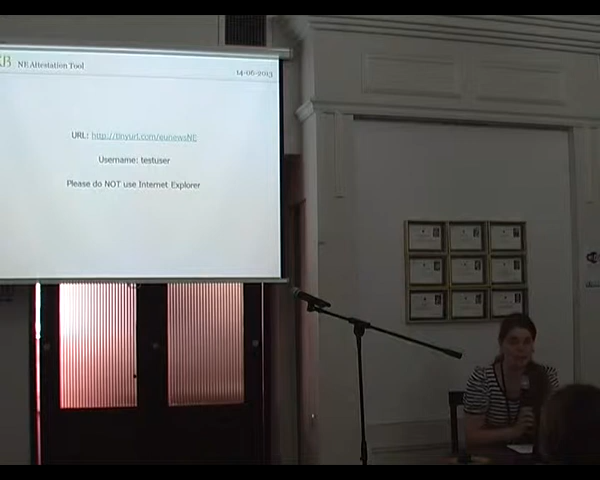 KB NE Attestation Tool
14-06-2013
URL: http://tinyurl.com/eunewsNE
Username: testuser
Please do NOT use Internet Explorer